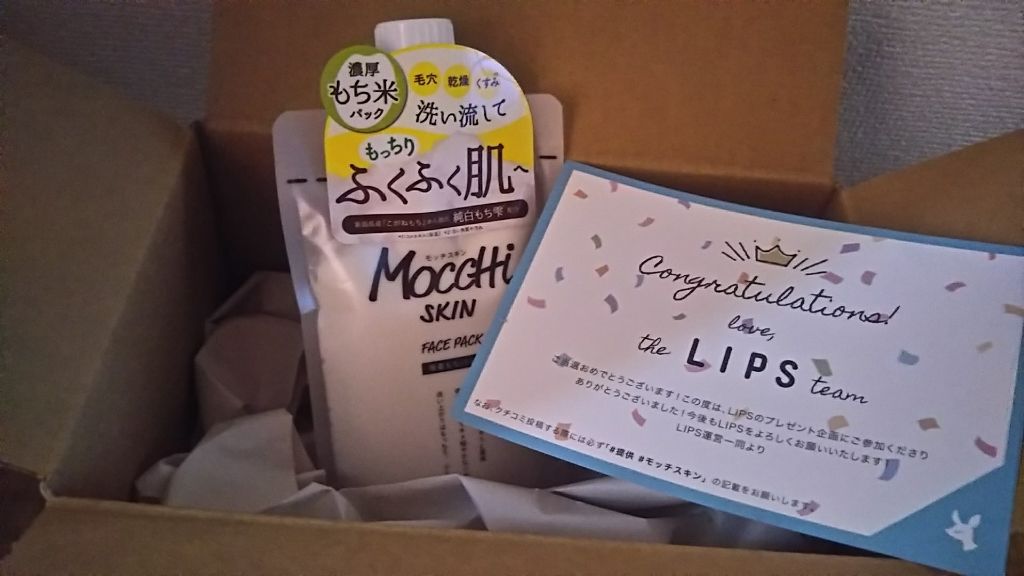 濃厚
もち米
パック
毛穴
乾燥
くすみ
洗い流して
もっちり
ふくふく肌へ
純白もち雫
モッチスキン
MoccHi
SKIN
FACE PACK
Congratulations!
love,
the LIPS team
ご当選おめでとうございます!この度は、LIPSのプレゼント企画にご参加くださり
ありがとうございました!今後もLIPSをよろしくお願いいたします
LIPS運営一同より
なお、クチコミ投稿する際には必ず「#提供 #モッチスキン」の記載をお願いします